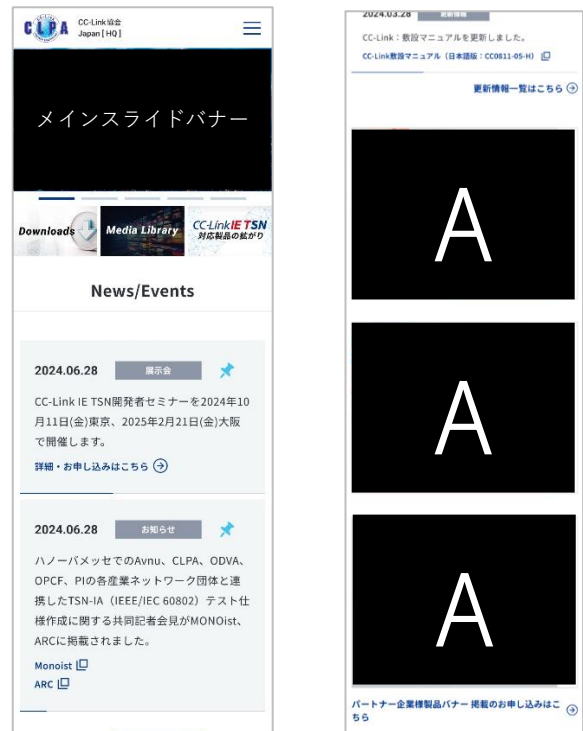 CLPA
CC-Link協会
Japan [ HQ ]
メインスライドバナー
Downloads
Media Library
CC-Link IE TSN
対応製品の拡がり
News/Events
2024.06.28
展示会
CC-Link IE TSN開発者セミナーを2024年10
月11日(金)東京、2025年2月21日(金)大阪
で開催します。
詳細・お申し込みはこちら
2024.06.28
お知らせ
ハノーバメッセでのAvnu、CLPA、ODVA、
OPCF、PIの各産業ネットワーク団体と連
携したTSN-IA（IEEE/IEC 60802）テスト仕
様作成に関する共同記者会見がMONOist、
ARCに掲載されました。
Monoist
ARC
2024.03.28
更新情報
CC-Link：敷設マニュアルを更新しました。
CC-Link敷設マニュアル（日本語版：CC0811-05-H）
更新情報一覧はこちら
A
A
A
パートナー企業様製品バナー 掲載のお申し込みはこ
ちら